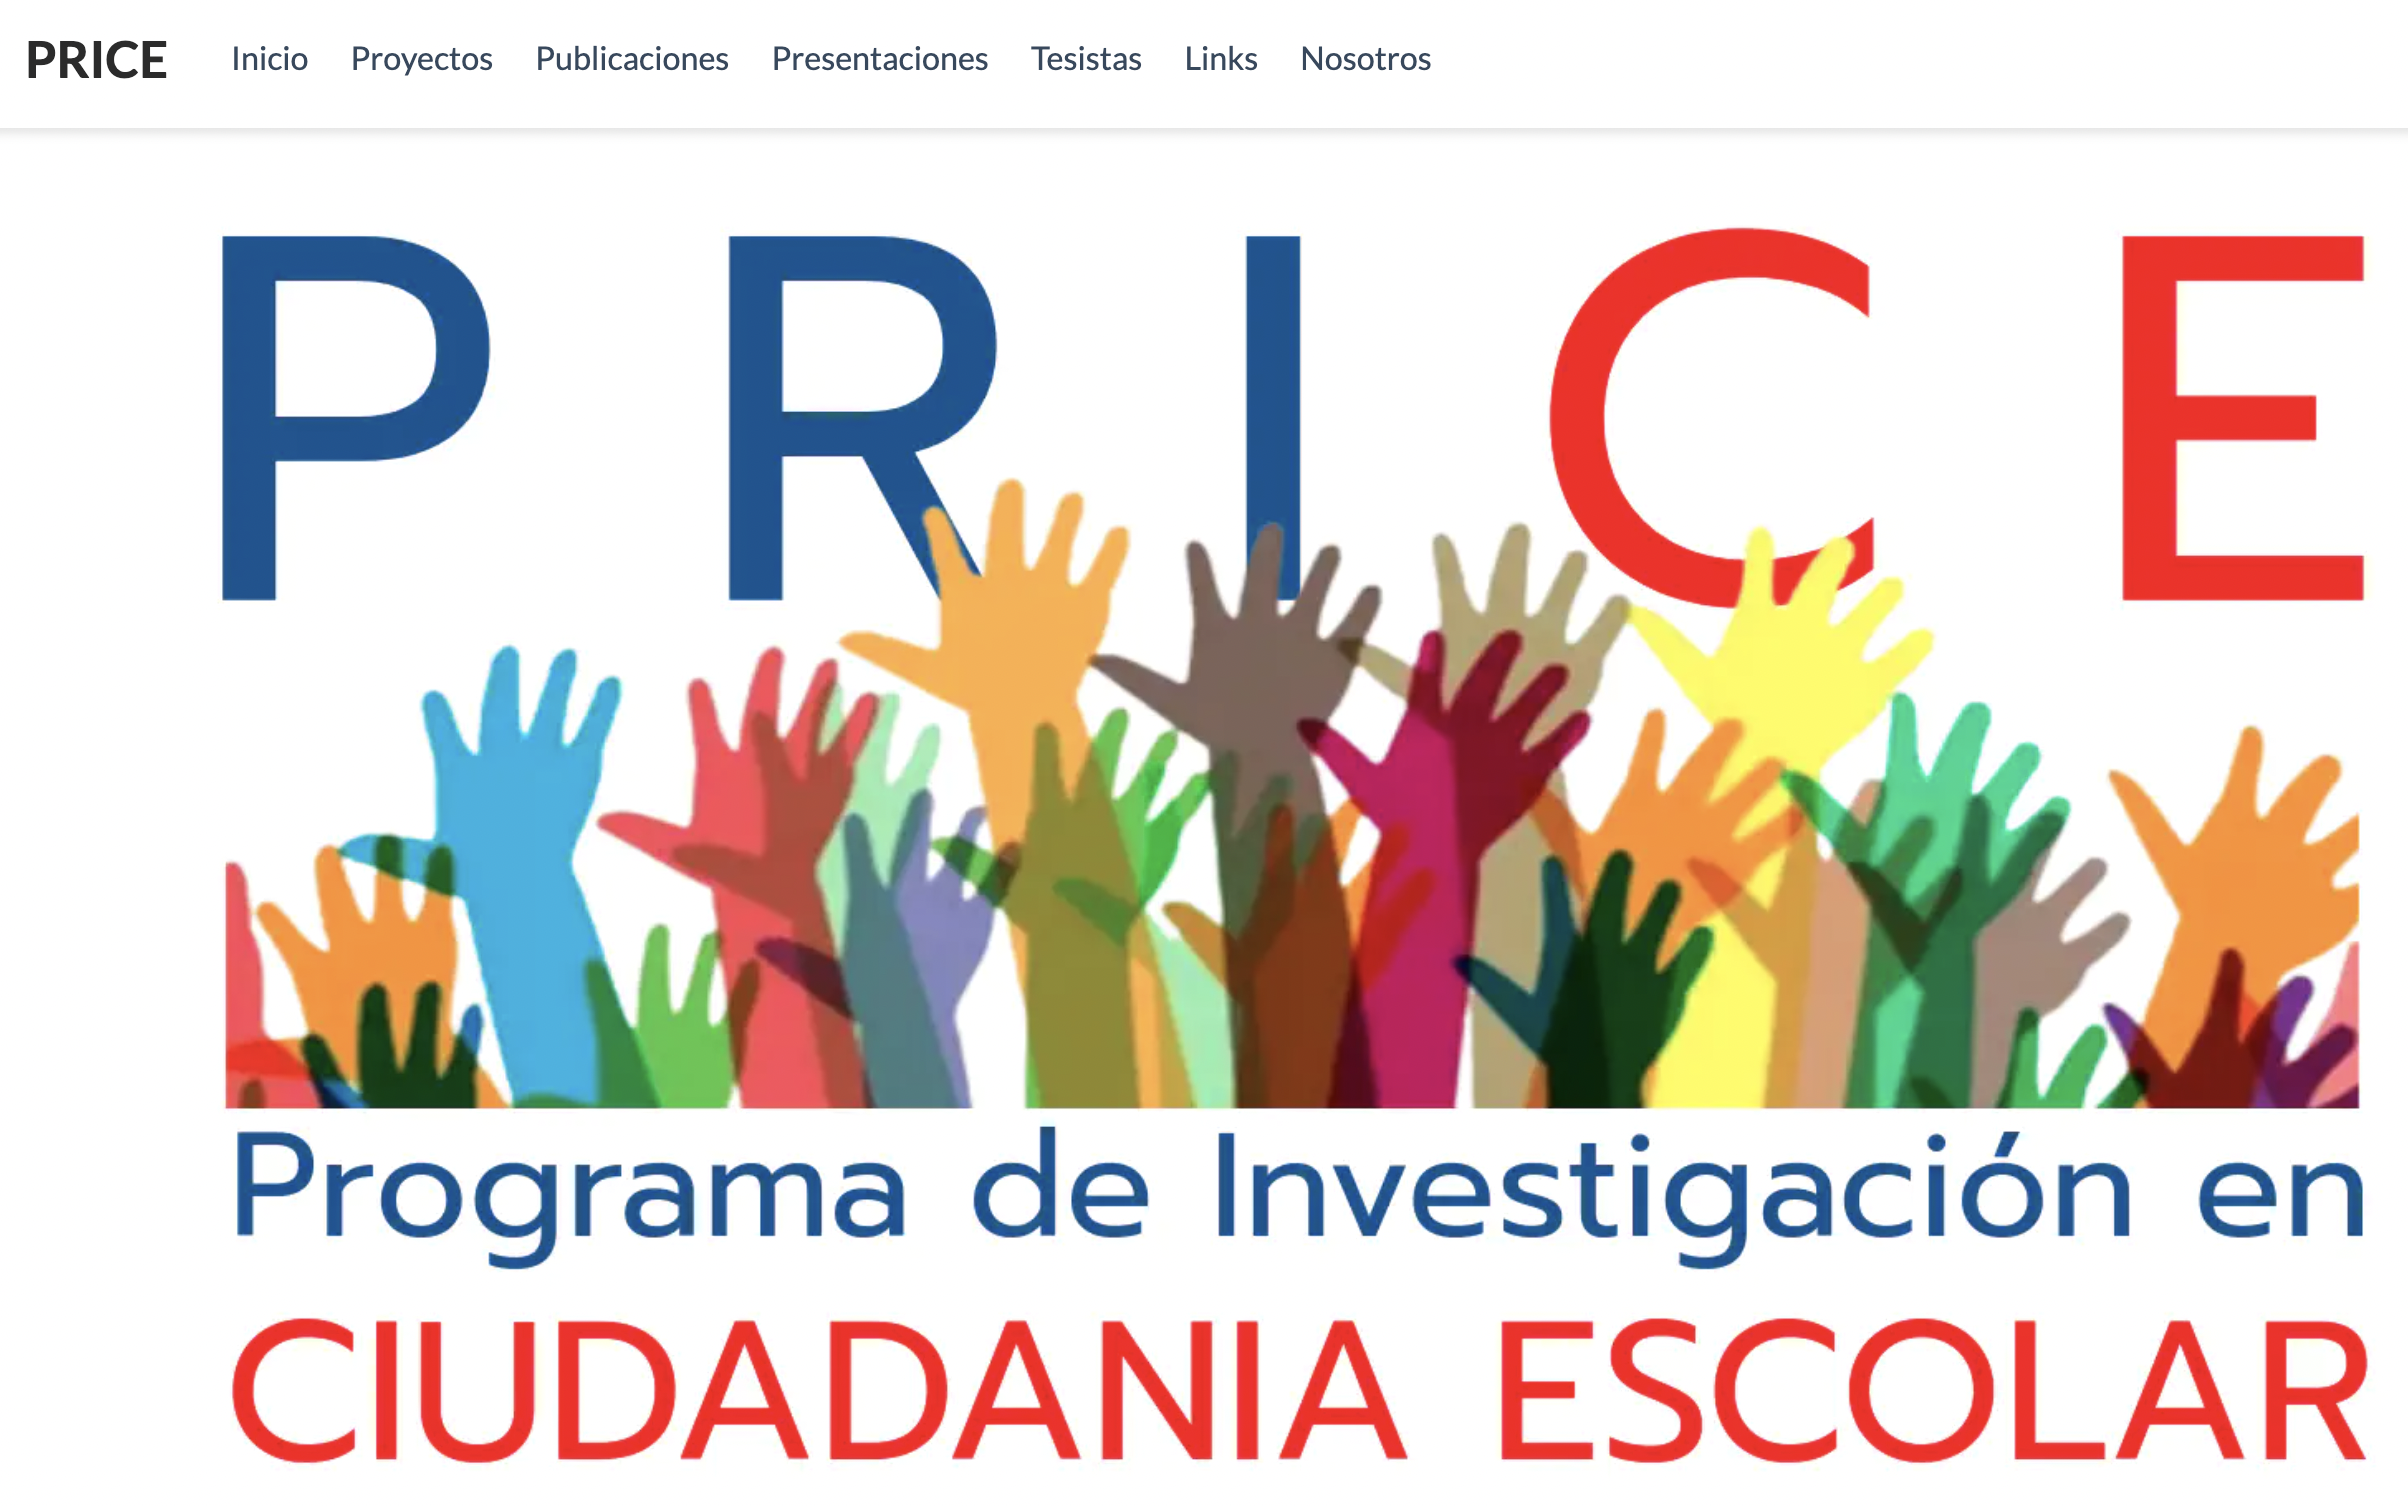 PRICE Inicio Proyectos Publicaciones Presentaciones Tesistas Links Nosotros
PRICE
Programa de Investigación en
CIUDADANIA ESCOLAR